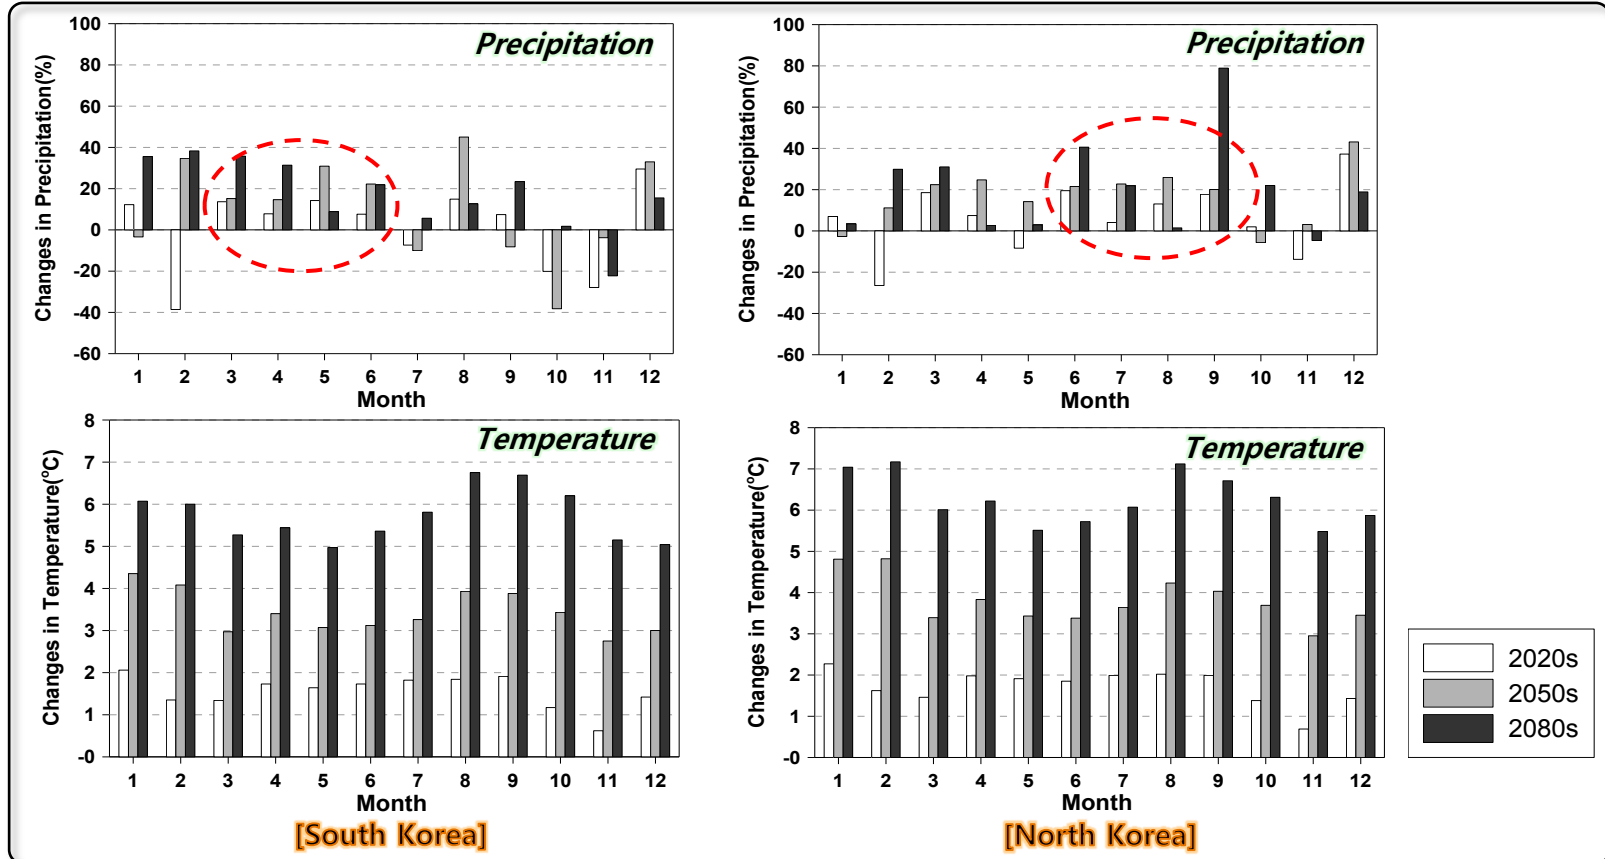 Precipitation
Changes in Precipitation(%)
100
80
60
40
20
0
-20
-40
-60
1 2 3 4 5 6 7 8 9 10 11 12
Month
Precipitation
Changes in Precipitation(%)
100
80
60
40
20
0
-20
-40
-60
1 2 3 4 5 6 7 8 9 10 11 12
Month
Temperature
Changes in Temperature(ºC)
8
7
6
5
4
3
2
1
-0
1 2 3 4 5 6 7 8 9 10 11 12
Month
[South Korea]
Temperature
Changes in Temperature(ºC)
8
7
6
5
4
3
2
1
-0
1 2 3 4 5 6 7 8 9 10 11 12
Month
[North Korea]
2020s
2050s
2080s